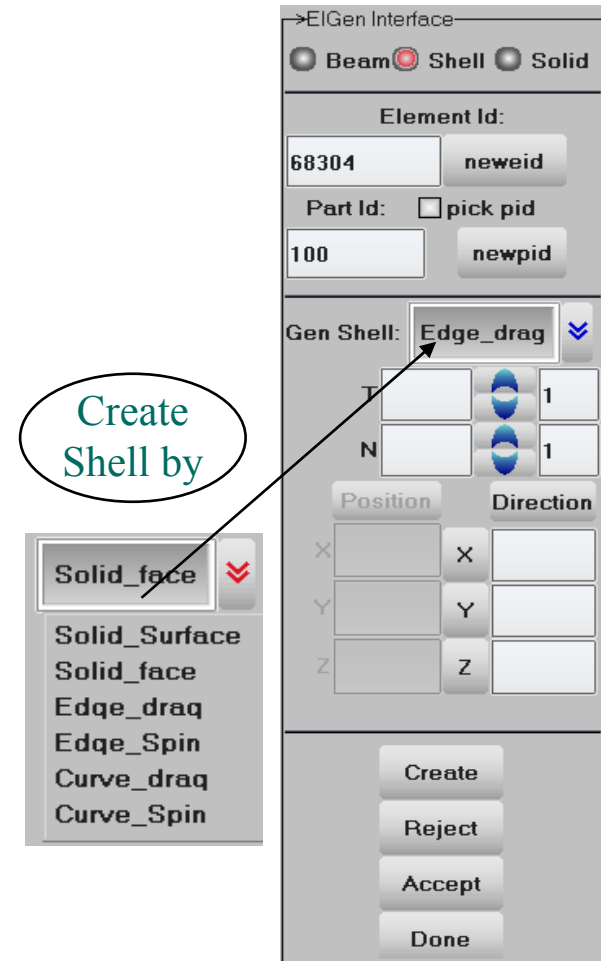 >ElGen Interface
Beam Shell Solid
Element Id:
68304 neweid
Part Id: pick pid
100 newpid
Gen Shell: Edge_drag
T 1
N 1
Position Direction
X X
Y Y
Z Z
Create
Reject
Accept
Done
Create
Shell by
Solid_face
Solid_Surface
Solid_face
Edge_drag
Edge_Spin
Curve_drag
Curve_Spin